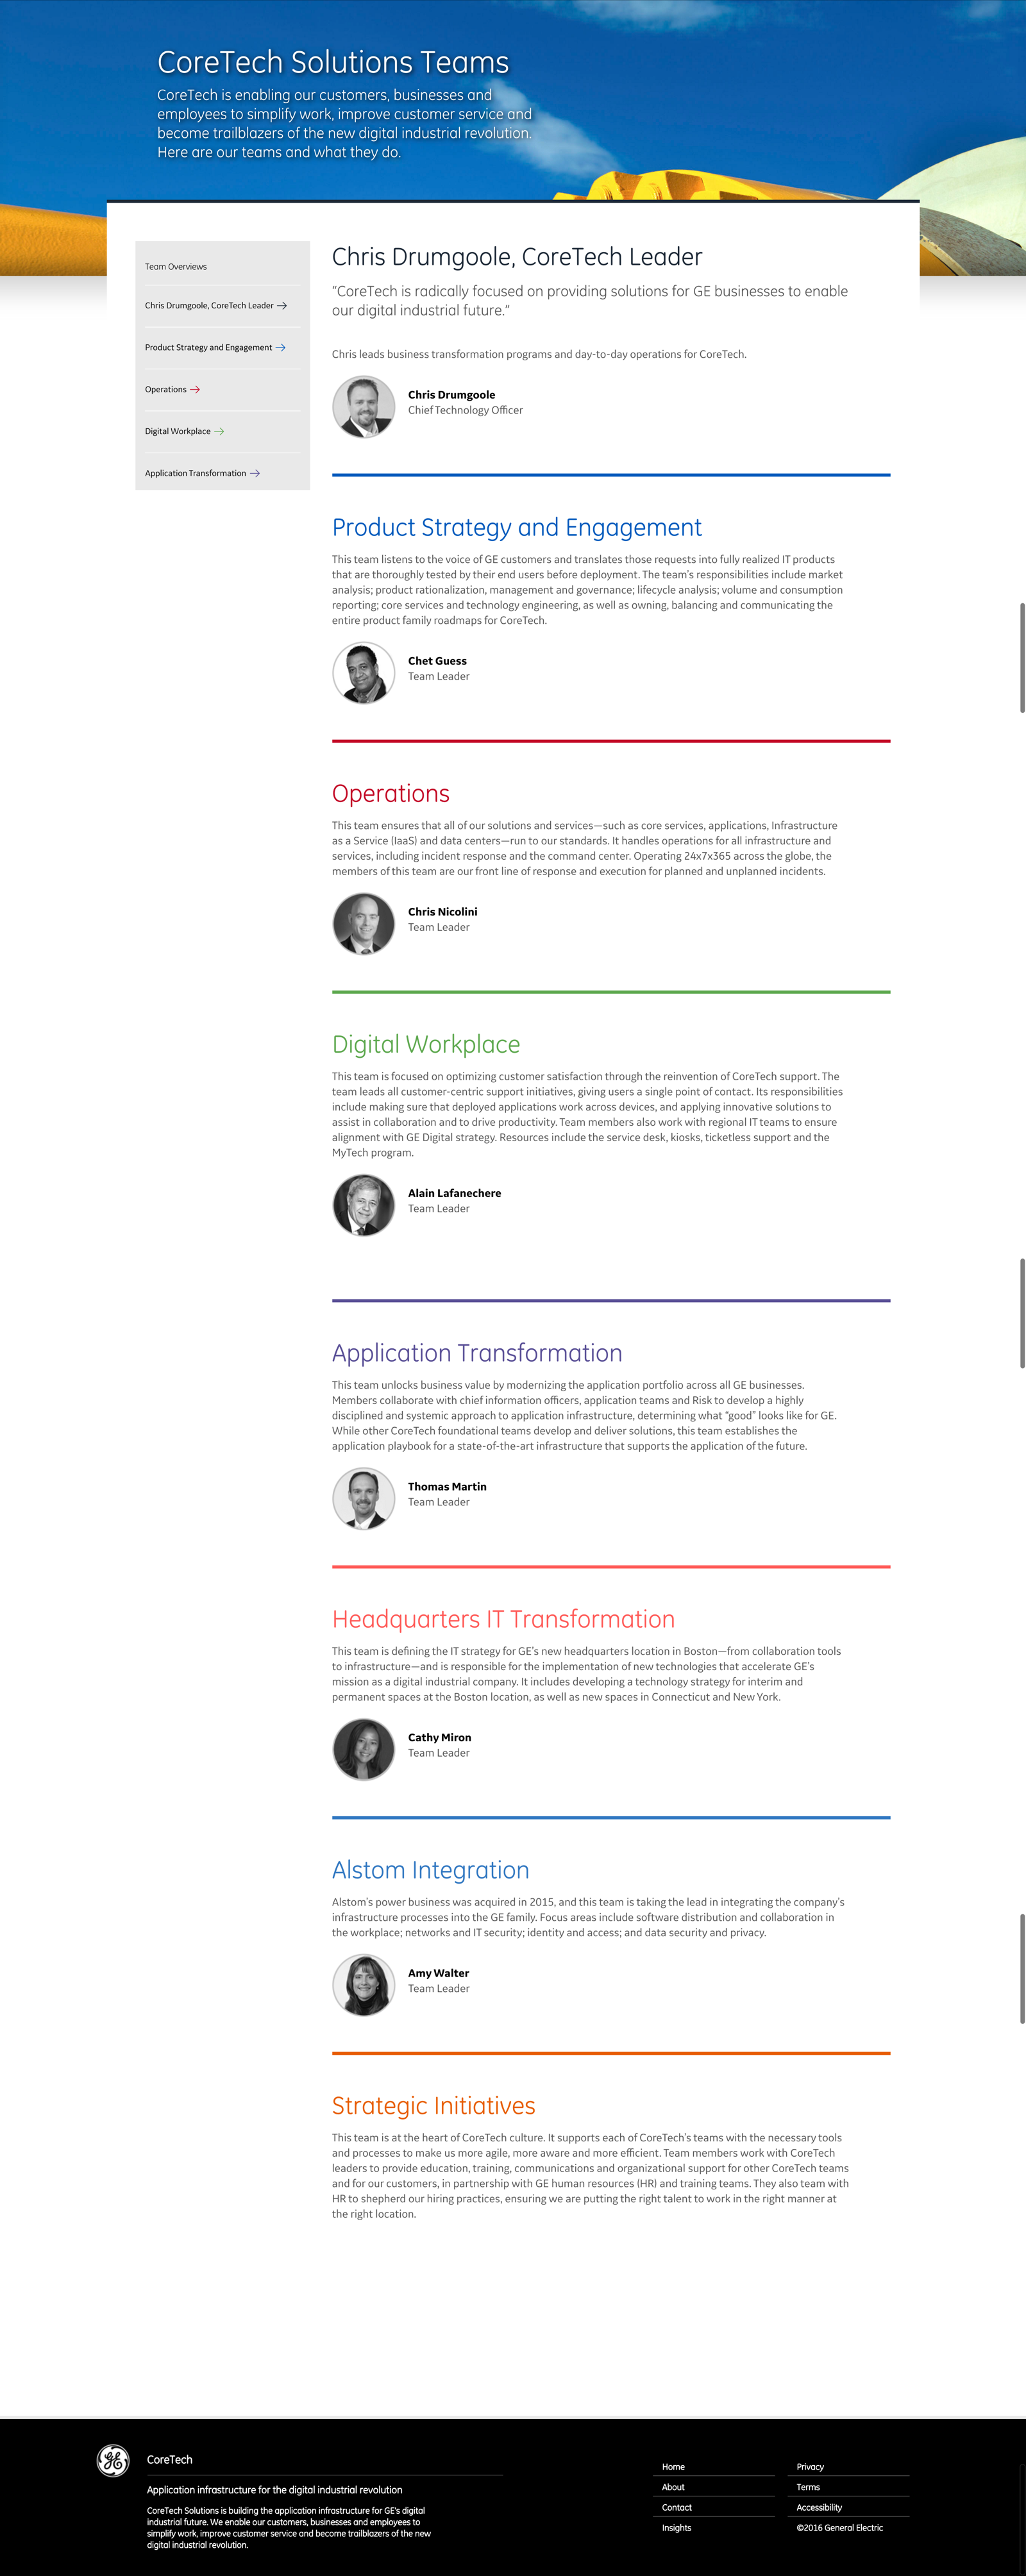 CoreTech Solutions Teams
CoreTech is enabling our customers, businesses and
employees to simplify work, improve customer service and
become trailblazers of the new digital industrial revolution.
Here are our teams and what they do.
Team Overviews
Chris Drumgoole, CoreTech Leader
Product Strategy and Engagement
Operations
Digital Workplace
Application Transformation
Chris Drumgoole, CoreTech Leader
“CoreTech is radically focused on providing solutions for GE businesses to enable
our digital industrial future.”
Chris leads business transformation programs and day-to-day operations for CoreTech.
Chris Drumgoole
Chief Technology Officer
Product Strategy and Engagement
This team listens to the voice of GE customers and translates those requests into fully realized IT products
that are thoroughly tested by their end users before deployment. The team’s responsibilities include market
analysis; product rationalization, management and governance; lifecycle analysis; volume and consumption
reporting; core services and technology engineering, as well as owning, balancing and communicating the
entire product family roadmaps for CoreTech.
Chet Guess
Team Leader
Operations
This team ensures that all of our solutions and services—such as core services, applications, Infrastructure
as a Service (IaaS) and data centers—run to our standards. It handles operations for all infrastructure and
services, including incident response and the command center. Operating 24x7x365 across the globe, the
members of this team are our front line of response and execution for planned and unplanned incidents.
Chris Nicolini
Team Leader
Digital Workplace
This team is focused on optimizing customer satisfaction through the reinvention of CoreTech support. The
team leads all customer-centric support initiatives, giving users a single point of contact. Its responsibilities
include making sure that deployed applications work across devices, and applying innovative solutions to
assist in collaboration and to drive productivity. Team members also work with regional IT teams to ensure
alignment with GE Digital strategy. Resources include the service desk, kiosks, ticketless support and the
MyTech program.
Alain Lafanechere
Team Leader
Application Transformation
This team unlocks business value by modernizing the application portfolio across all GE businesses.
Members collaborate with chief information officers, application teams and Risk to develop a highly
disciplined and systemic approach to application infrastructure, determining what “good” looks like for GE.
While other CoreTech foundational teams develop and deliver solutions, this team establishes the
application playbook for a state-of-the-art infrastructure that supports the application of the future.
Thomas Martin
Team Leader
Headquarters IT Transformation
This team is defining the IT strategy for GE’s new headquarters location in Boston—from collaboration tools
to infrastructure—and is responsible for the implementation of new technologies that accelerate GE’s
mission as a digital industrial company. It includes developing a technology strategy for interim and
permanent spaces at the Boston location, as well as new spaces in Connecticut and New York.
Cathy Miron
Team Leader
Alstom Integration
Alstom’s power business was acquired in 2015, and this team is taking the lead in integrating the company’s
infrastructure processes into the GE family. Focus areas include software distribution and collaboration in
the workplace; networks and IT security; identity and access; and data security and privacy.
Amy Walter
Team Leader
Strategic Initiatives
This team is at the heart of CoreTech culture. It supports each of CoreTech’s teams with the necessary tools
and processes to make us more agile, more aware and more efficient. Team members work with CoreTech
leaders to provide education, training, communications and organizational support for other CoreTech teams
and for our customers, in partnership with GE human resources (HR) and training teams. They also team with
HR to shepherd our hiring practices, ensuring we are putting the right talent to work in the right manner at
the right location.
GE
CoreTech
Application infrastructure for the digital industrial revolution
CoreTech Solutions is building the application infrastructure for GE’s digital
industrial future. We enable our customers, businesses and employees to
simplify work, improve customer service and become trailblazers of the new
digital industrial revolution.
Home
About
Contact
Insights
Privacy
Terms
Accessibility
©2016 General Electric